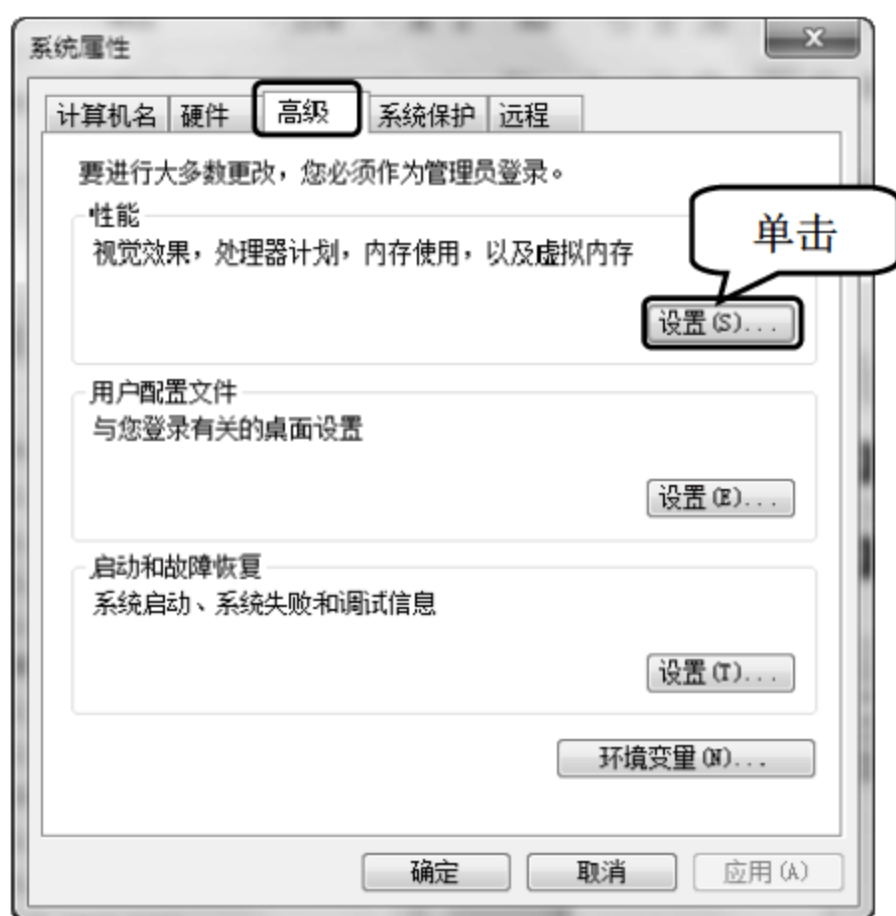 系统属性
计算机名 硬件 高级 系统保护 远程
要进行大多数更改，您必须作为管理员登录。
性能
单击
视觉效果，处理器计划，内存使用，以及虚拟内存
设置(S)...
用户配置文件
与您登录有关的桌面设置
设置(E)...
启动和故障恢复
系统启动、系统失败和调试信息
设置(T)...
环境变量(N)...
确定 取消 应用(A)